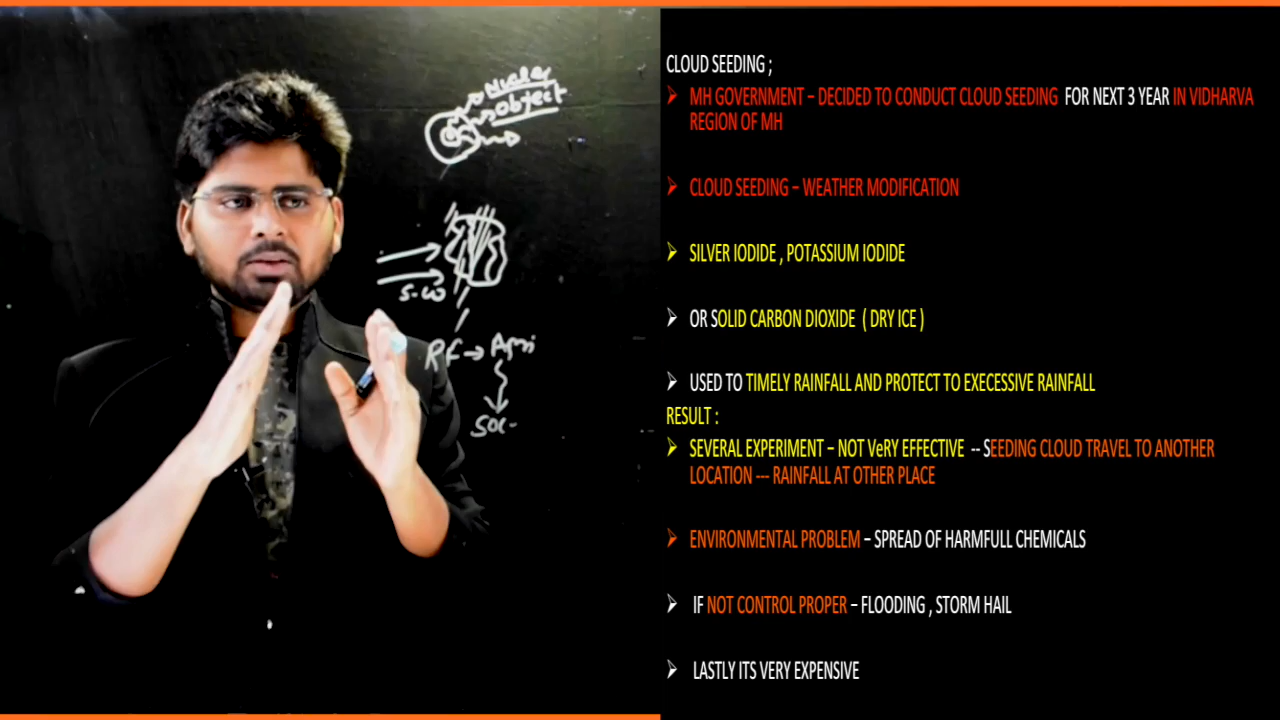 Nuclei
object
S-CO
RF → Agri
SOC-
CLOUD SEEDING ;
MH GOVERNMENT – DECIDED TO CONDUCT CLOUD SEEDING FOR NEXT 3 YEAR IN VIDHARVA
REGION OF MH
CLOUD SEEDING – WEATHER MODIFICATION
SILVER IODIDE , POTASSIUM IODIDE
OR SOLID CARBON DIOXIDE ( DRY ICE )
USED TO TIMELY RAINFALL AND PROTECT TO EXECESSIVE RAINFALL
RESULT :
SEVERAL EXPERIMENT – NOT VeRY EFFECTIVE -- SEEDING CLOUD TRAVEL TO ANOTHER
LOCATION --- RAINFALL AT OTHER PLACE
ENVIRONMENTAL PROBLEM – SPREAD OF HARMFULL CHEMICALS
IF NOT CONTROL PROPER – FLOODING , STORM HAIL
LASTLY ITS VERY EXPENSIVE